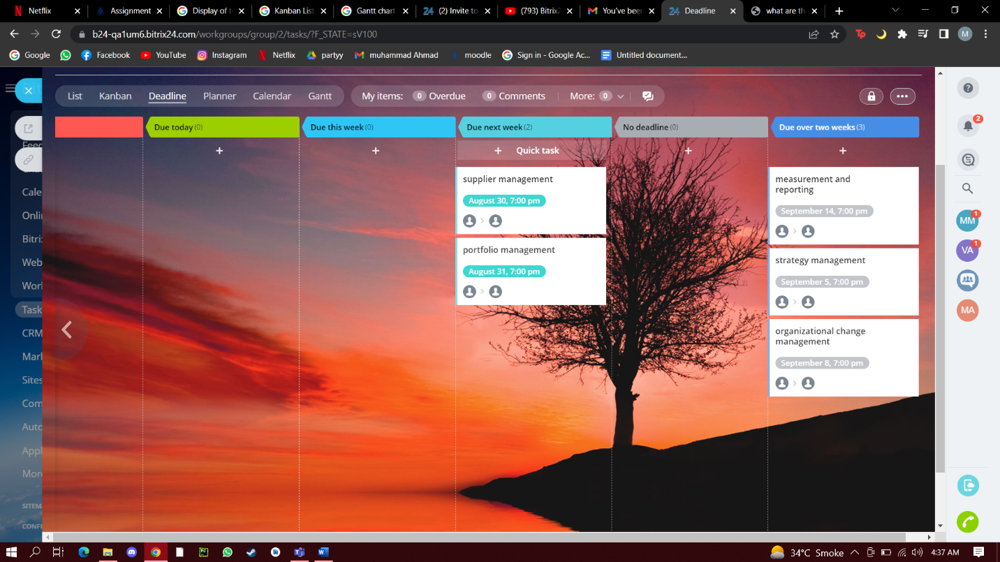 Netflix
Assignment
Display of t
Kanban List
Gantt chart
24 (2) Invite to
(793) Bitrix2
You've been
24 Deadline
what are th
b24-qa1um6.bitrix24.com/workgroups/group/2/tasks/?F_STATE=sV100
M
Google
Facebook
YouTube
Instagram
Netflix
partyy
muhammad Ahmad
moodle
Sign in - Google Ac...
Untitled document...
List
Kanban
Deadline
Planner
Calendar
Gantt
My items:
0 Overdue
0 Comments
More: 0
Due today (0)
Due this week (0)
Due next week (2)
No deadline (0)
Due over two weeks (3)
+ Quick task
supplier management
August 30, 7:00 pm
portfolio management
August 31, 7:00 pm
measurement and
reporting
September 14, 7:00 pm
strategy management
September 5, 7:00 pm
organizational change
management
September 8, 7:00 pm
Feed
Cale
Onli
Bitri
Web
Wor
Task
CRM
Mar
Sites
Com
Auto
Appl
More
SITEM
CONFI
2
MM 1
VA 1
MA
34°C Smoke
4:37 AM